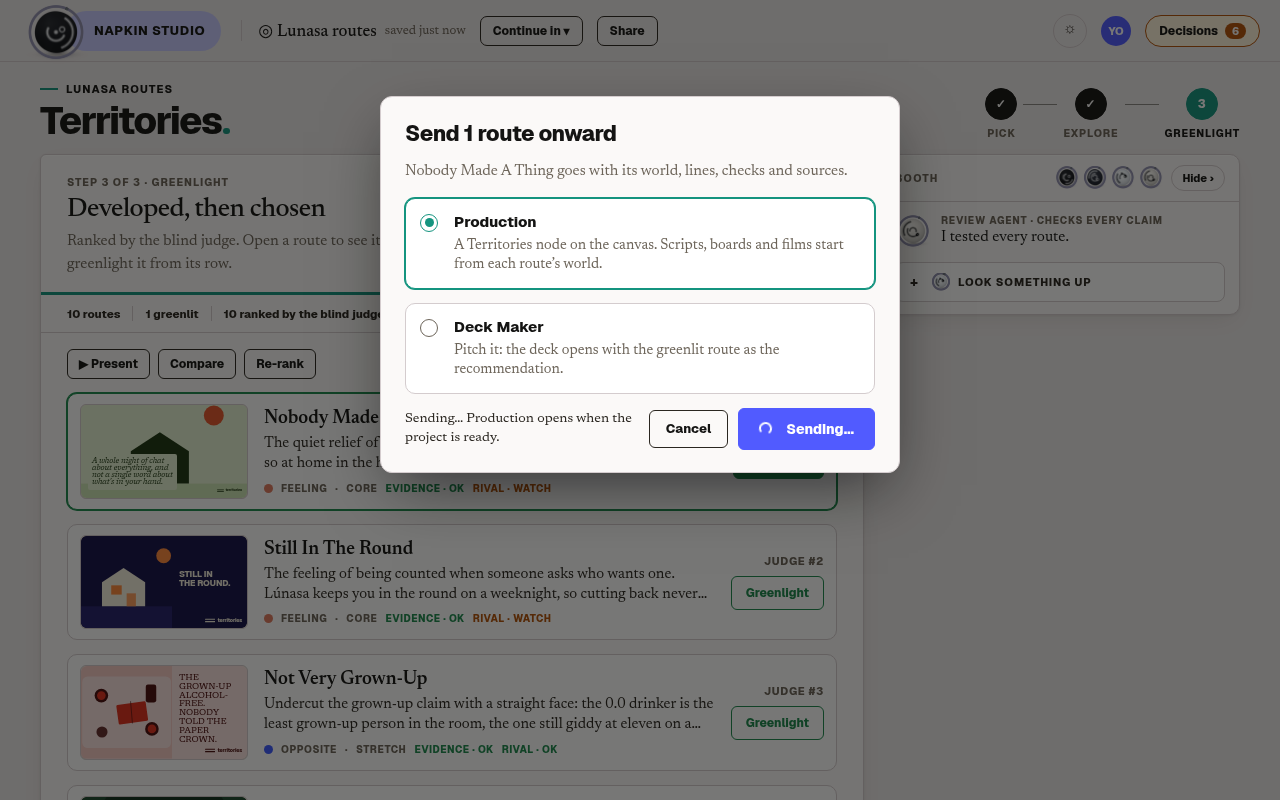 NAPKIN STUDIO
Lunasa routes saved just now Continue in ▾ Share
YO
Decisions 6
LUNASA ROUTES
Territories.
✓ ✓ 3
PICK EXPLORE GREENLIGHT
STEP 3 OF 3 · GREENLIGHT
Developed, then chosen
Ranked by the blind judge. Open a route to see it
greenlight it from its row.
10 routes 1 greenlit 10 ranked by the blind judge
▶ Present Compare Re-rank
BOOTH Hide ›
REVIEW AGENT · CHECKS EVERY CLAIM
I tested every route.
+ LOOK SOMETHING UP
Send 1 route onward
Nobody Made A Thing goes with its world, lines, checks and sources.
Production
A Territories node on the canvas. Scripts, boards and films start
from each route’s world.
Deck Maker
Pitch it: the deck opens with the greenlit route as the
recommendation.
Sending… Production opens when the
project is ready.
Cancel
Sending…
A whole night of chat
about everything, and
not a single word about
what's in your hand.
territories
Nobody Made
The quiet relief of
so at home in the
FEELING · CORE EVIDENCE · OK RIVAL · WATCH
STILL IN
THE ROUND.
territories
Still In The Round
The feeling of being counted when someone asks who wants one.
Lúnasa keeps you in the round on a weeknight, so cutting back never…
FEELING · CORE EVIDENCE · OK RIVAL · WATCH
JUDGE #2
Greenlight
THE
GROWN-UP
ALCOHOL-
FREE.
NOBODY
TOLD THE
PAPER
CROWN.
territories
Not Very Grown-Up
Undercut the grown-up claim with a straight face: the 0.0 drinker is the
least grown-up person in the room, the one still giddy at eleven on a…
OPPOSITE · STRETCH EVIDENCE · OK RIVAL · OK
JUDGE #3
Greenlight